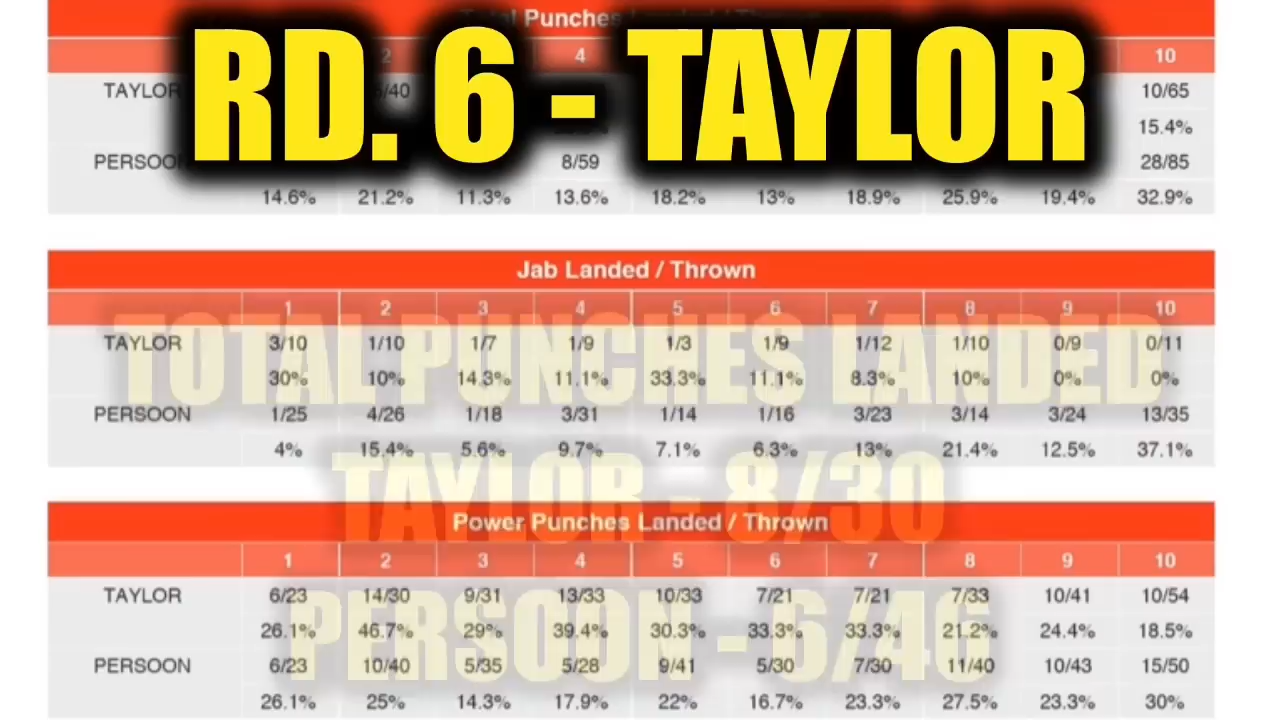 Total Punches Landed / Thrown
RD. 6 - TAYLOR
2 4 10
TAYLOR /40 10/65
15.4%
PERSOON 8/59 28/85
14.6% 21.2% 11.3% 13.6% 18.2% 13% 18.9% 25.9% 19.4% 32.9%
Jab Landed / Thrown
1 2 3 4 5 6 7 8 9 10
TOTAL PUNCHES LANDED
TAYLOR 3/10 1/10 1/7 1/9 1/3 1/9 1/12 1/10 0/9 0/11
30% 10% 14.3% 11.1% 33.3% 11.1% 8.3% 10% 0% 0%
PERSOON 1/25 4/26 1/18 3/31 1/14 1/16 3/23 3/14 3/24 13/35
4% 15.4% 5.6% 9.7% 7.1% 6.3% 13% 21.4% 12.5% 37.1%
TAYLOR - 8/30
Power Punches Landed / Thrown
1 2 3 4 5 6 7 8 9 10
TAYLOR 6/23 14/30 9/31 13/33 10/33 7/21 7/21 7/33 10/41 10/54
26.1% 46.7% 29% 39.4% 30.3% 33.3% 33.3% 21.2% 24.4% 18.5%
PERSOON - 6/46
PERSOON 6/23 10/40 5/35 5/28 9/41 5/30 7/30 11/40 10/43 15/50
26.1% 25% 14.3% 17.9% 22% 16.7% 23.3% 27.5% 23.3% 30%